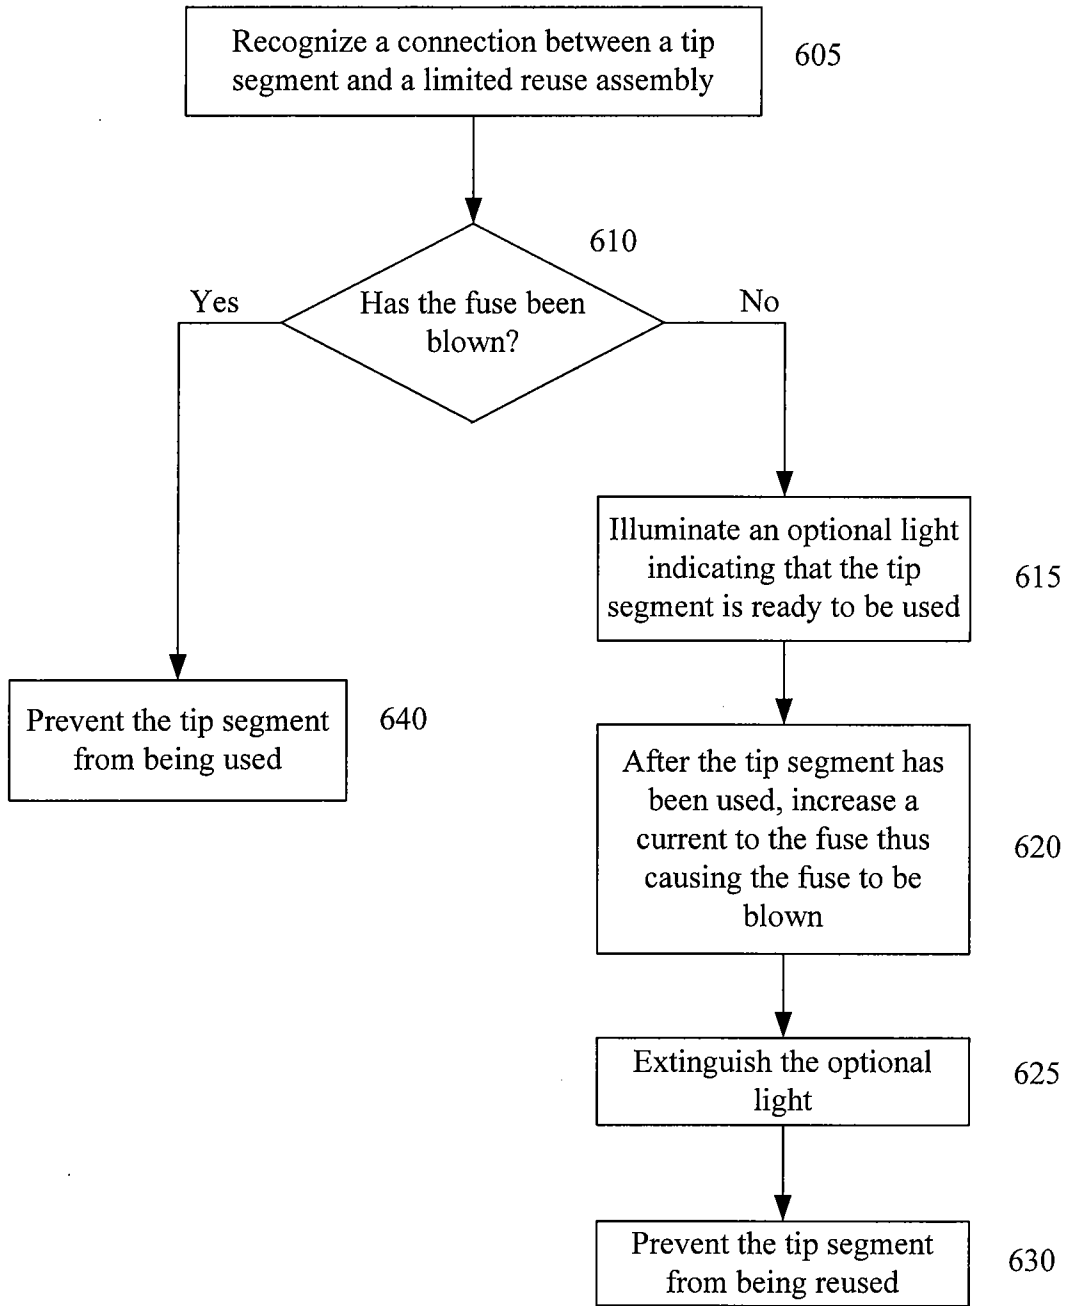 Recognize a connection between a tip
segment and a limited reuse assembly
605
610
Has the fuse been
blown?
Yes
No
Illuminate an optional light
indicating that the tip
segment is ready to be used
615
Prevent the tip segment
from being used
640
After the tip segment has
been used, increase a
current to the fuse thus
causing the fuse to be
blown
620
Extinguish the optional
light
625
Prevent the tip segment
from being reused
630